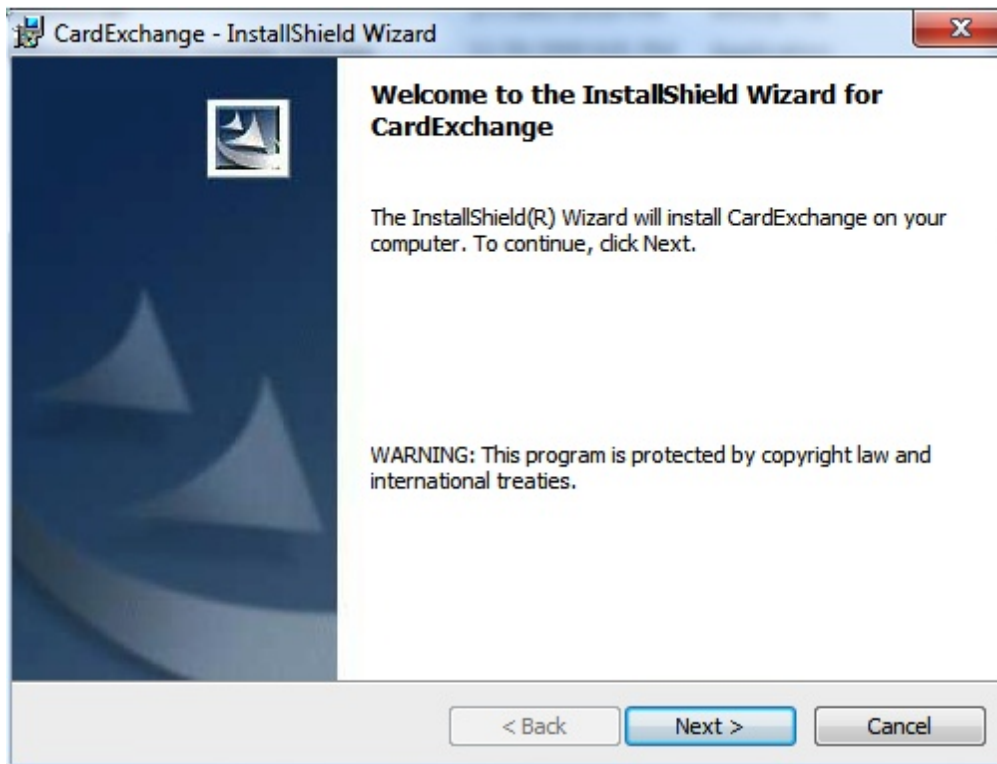 CardExchange - InstallShield Wizard
Welcome to the InstallShield Wizard for
CardExchange
The InstallShield(R) Wizard will install CardExchange on your
computer. To continue, click Next.
WARNING: This program is protected by copyright law and
international treaties.
< Back
Next >
Cancel